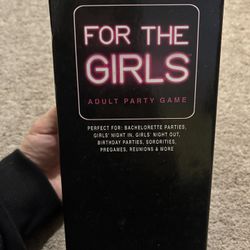 FOR THE
GIRLS
ADULT PARTY GAME
PERFECT FOR: BACHELORETTE PARTIES,
GIRLS' NIGHT IN, GIRLS' NIGHT OUT,
BIRTHDAY PARTIES, SORORITIES,
PREGAMES, REUNIONS & MORE